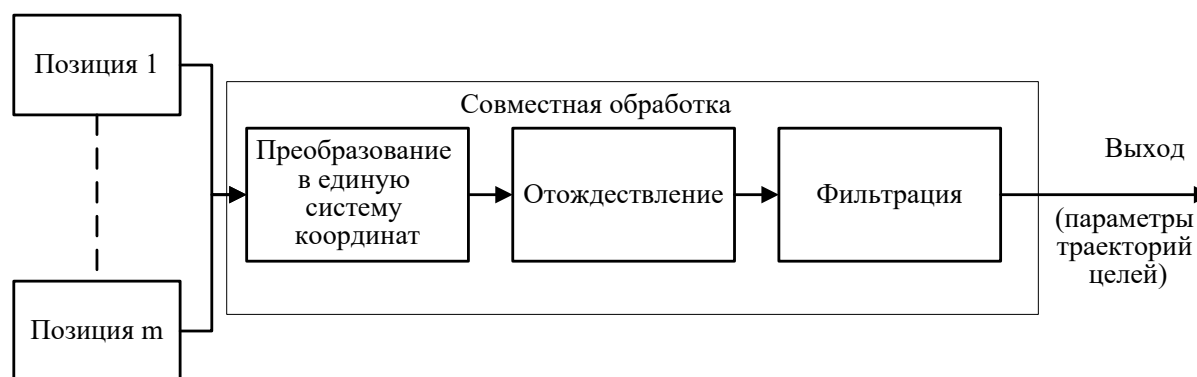 Позиция 1
Совместная обработка
Преобразование
в единую
систему
координат
Отождествление
Фильтрация
Выход
(параметры
траекторий
целей)
Позиция m